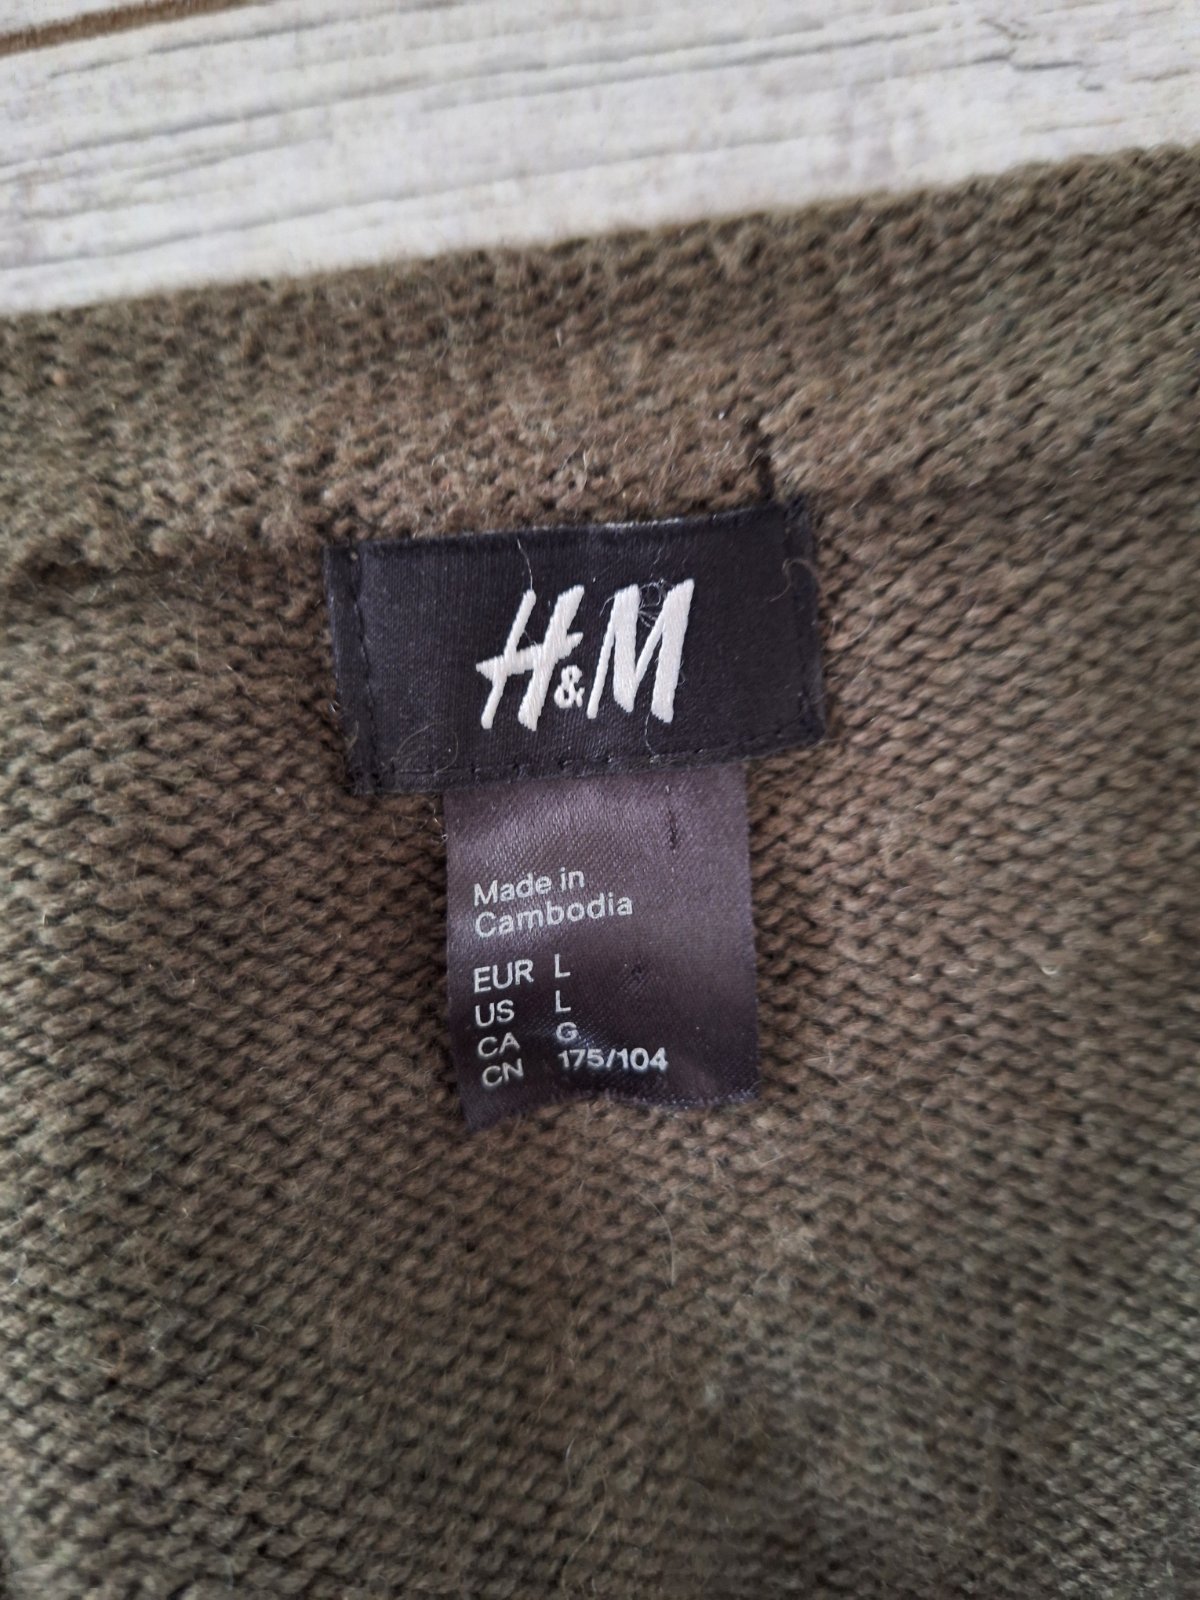 H&M
Made in
Cambodia
EUR L
US L
CA G
CN 175/104